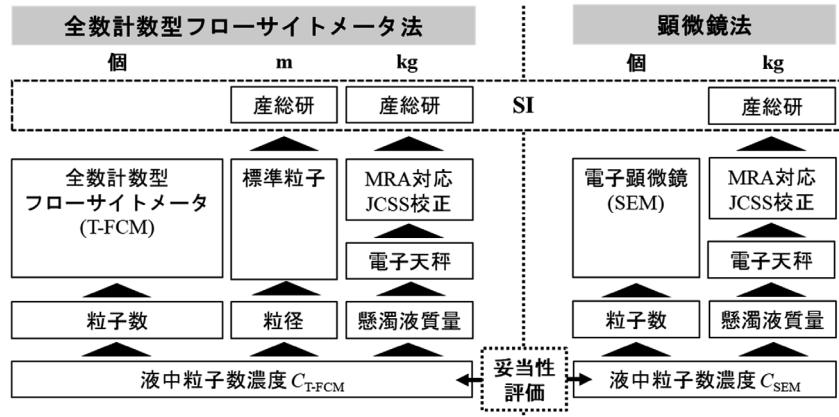 全数計数型フローサイトメータ法
顕微鏡法
個
m
kg
個
kg
産総研
産総研
SI
産総研
全数計数型
フローサイトメータ
(T-FCM)
標準粒子
MRA対応
JCSS校正
電子顕微鏡
(SEM)
MRA対応
JCSS校正
電子天秤
電子天秤
粒子数
粒径
懸濁液質量
粒子数
懸濁液質量
液中粒子数濃度 C_T-FCM
妥当性
評価
液中粒子数濃度 C_SEM